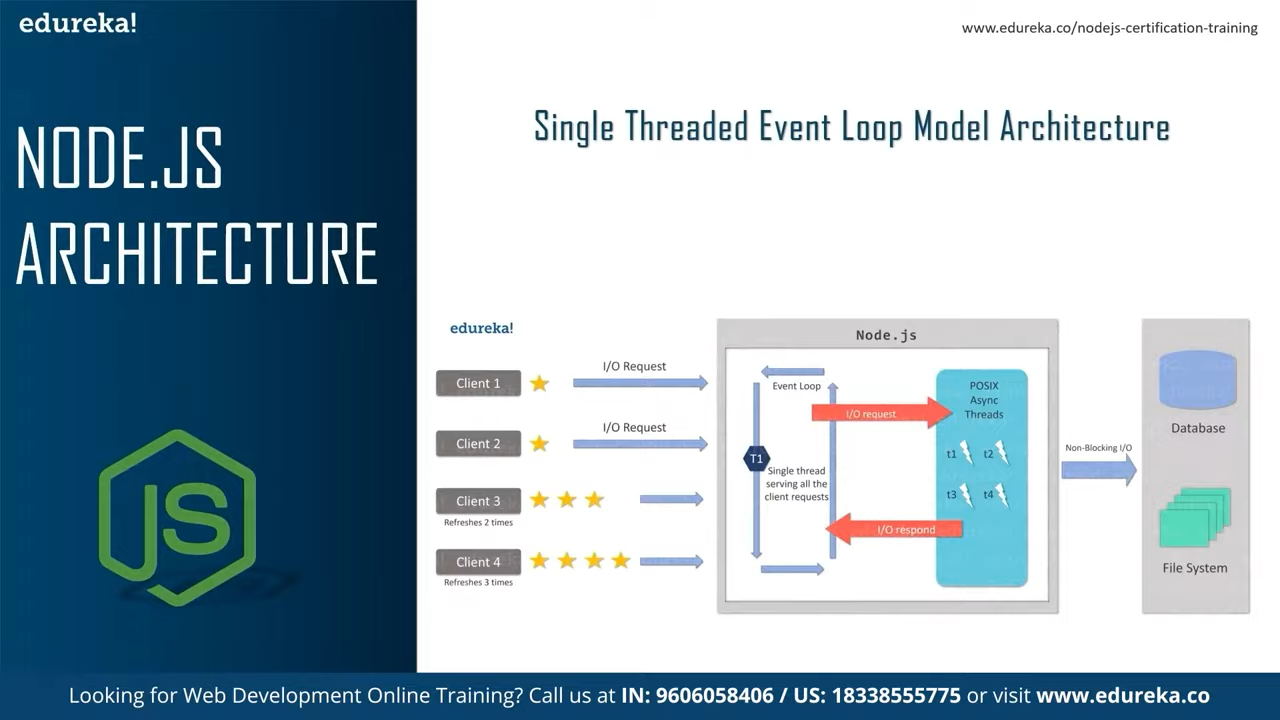 edureka!
www.edureka.co/nodejs-certification-training
NODE.JS
ARCHITECTURE
Single Threaded Event Loop Model Architecture
edureka!
Client 1
I/O Request
Client 2
I/O Request
Client 3
Refreshes 2 times
Client 4
Refreshes 3 times
Node.js
Event Loop
I/O request
T1
Single thread
serving all the
client requests
I/O respond
POSIX
Async
Threads
t1 t2
t3 t4
Non-Blocking I/O
Database
File System
JS
Looking for Web Development Online Training? Call us at IN: 9606058406 / US: 18338555775 or visit www.edureka.co